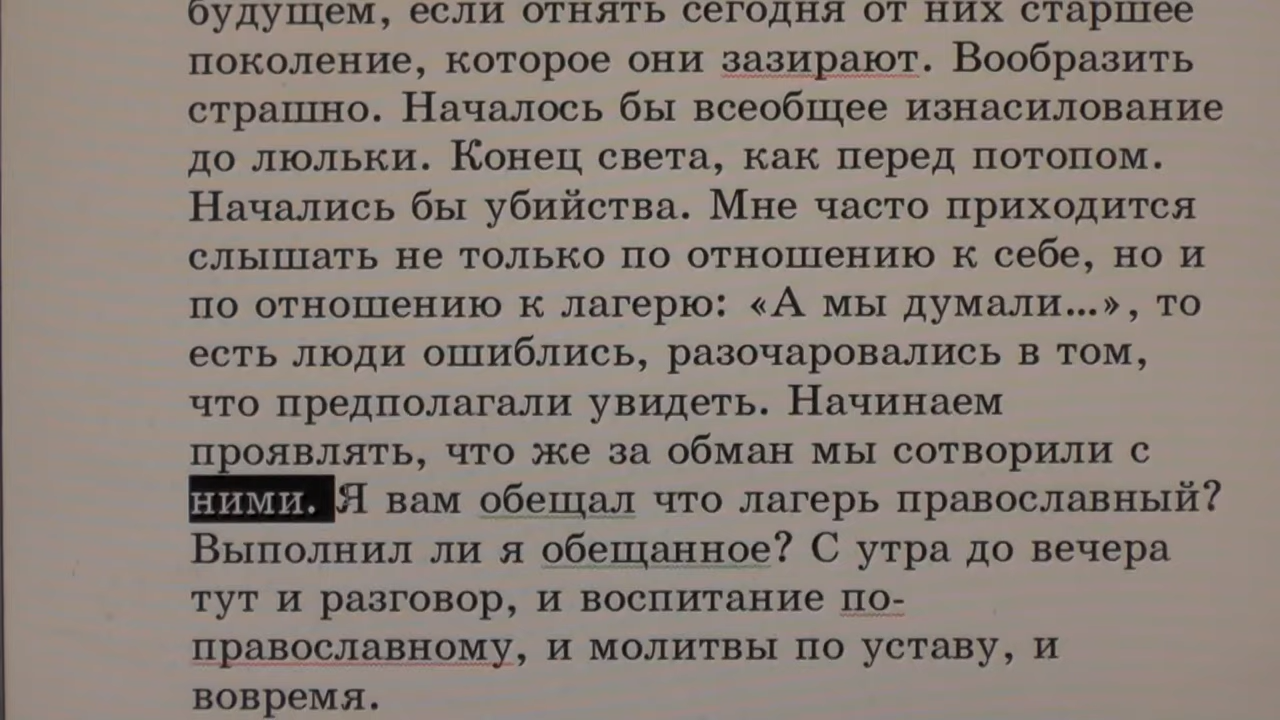 будущем, если отнять сегодня от них старшее
поколение, которое они зазирают. Вообразить
страшно. Началось бы всеобщее изнасилование
до люльки. Конец света, как перед потопом.
Начались бы убийства. Мне часто приходится
слышать не только по отношению к себе, но и
по отношению к лагерю: «А мы думали...», то
есть люди ошиблись, разочаровались в том,
что предполагали увидеть. Начинаем
проявлять, что же за обман мы сотворили с
ними. Я вам обещал что лагерь православный?
Выполнил ли я обещанное? С утра до вечера
тут и разговор, и воспитание по-
православному, и молитвы по уставу, и
вовремя.